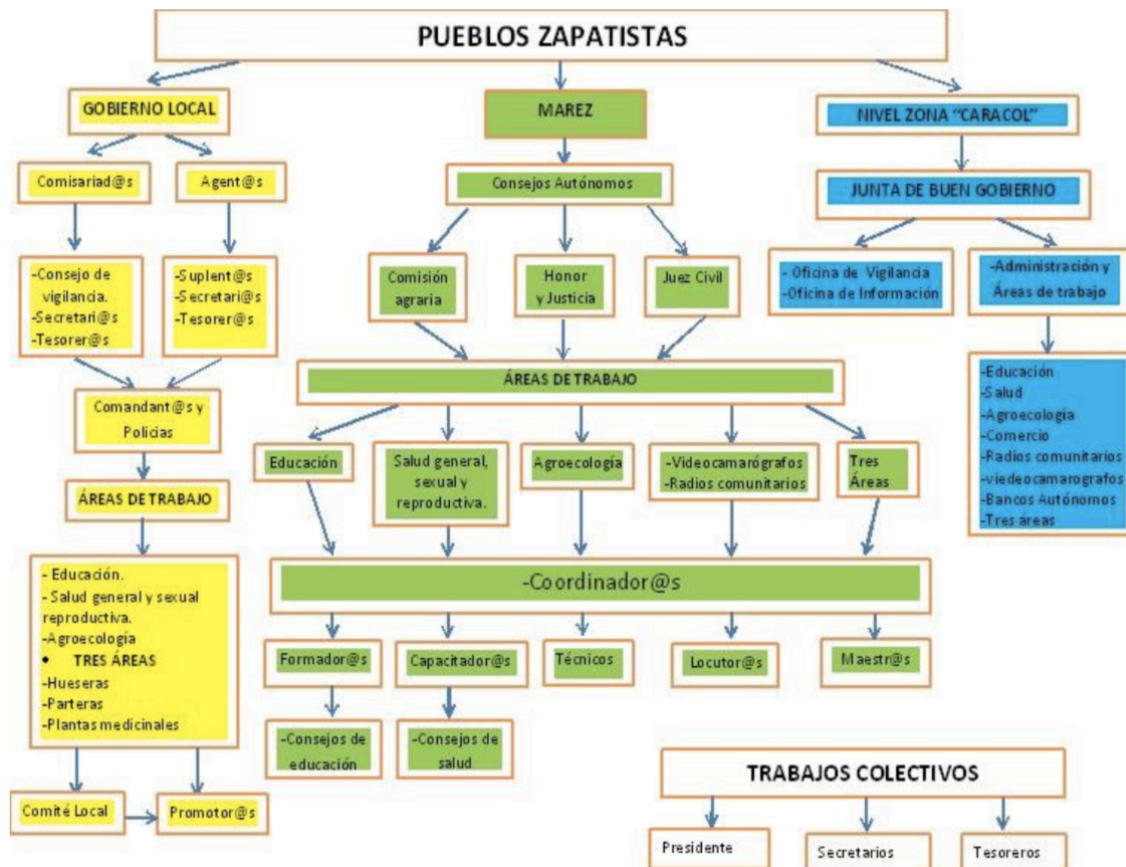 PUEBLOS ZAPATISTAS
GOBIERNO LOCAL
MAREZ
NIVEL ZONA “CARACOL”
Comisariad@s
Agent@s
Consejos Autónomos
JUNTA DE BUEN GOBIERNO
-Consejo de
vigilancia.
-Secretari@s
-Tesorer@s
-Suplent@s
-Secretari@s
-Tesorer@s
Comisión
agraria
Honor
y Justicia
Juez Civil
- Oficina de Vigilancia
-Oficina de Información
-Administración y
Áreas de trabajo
Comandant@s y
Policias
ÁREAS DE TRABAJO
-Educación
-Salud
-Agroecología
-Comercio
-Radios comunitarios
-viedeocamarografos
-Bancos Autónomos
-Tres áreas
Educación
Salud general,
sexual y
reproductiva.
Agroecología
-Videocamarógrafos
-Radios comunitarios
Tres
Áreas
ÁREAS DE TRABAJO
- Educación.
- Salud general y sexual
reproductiva.
-Agroecología
• TRES ÁREAS
-Hueseras
-Parteras
-Plantas medicinales
-Coordinador@s
Formador@s
Capacitador@s
Técnicos
Locutor@s
Maestr@s
-Consejos de
educación
-Consejos de
salud
Comité Local
Promotor@s
TRABAJOS COLECTIVOS
Presidente
Secretarios
Tesoreros